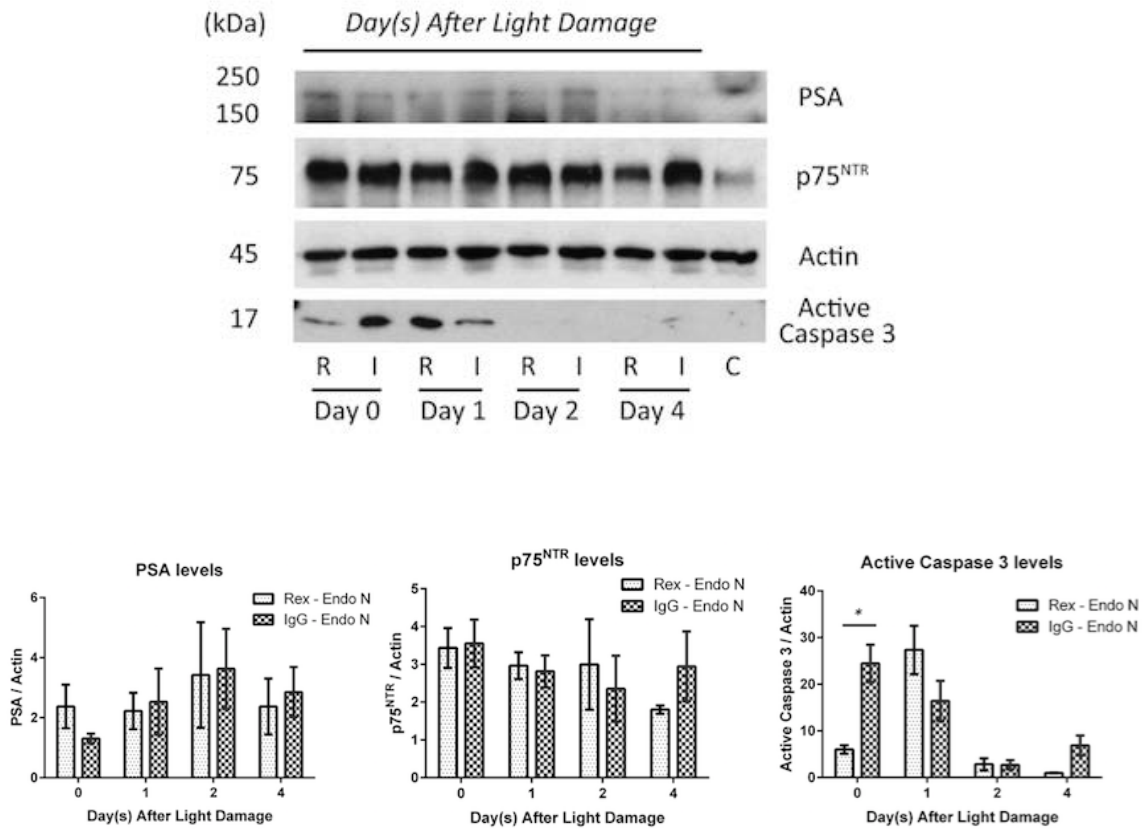 (kDa) Day(s) After Light Damage
250
150
PSA
75
p75NTR
45
Actin
17
Active
Caspase 3
R I R I R I R I C
Day 0 Day 1 Day 2 Day 4
PSA levels
Rex - Endo N
IgG - Endo N
PSA / Actin
6
4
2
0
0 1 2 4
Day(s) After Light Damage
p75NTR levels
Rex - Endo N
IgG - Endo N
p75NTR / Actin
5
4
3
2
1
0
0 1 2 4
Day(s) After Light Damage
Active Caspase 3 levels
Rex - Endo N
IgG - Endo N
Active Caspase 3 / Actin
40
30
20
10
0
*
0 1 2 4
Day(s) After Light Damage